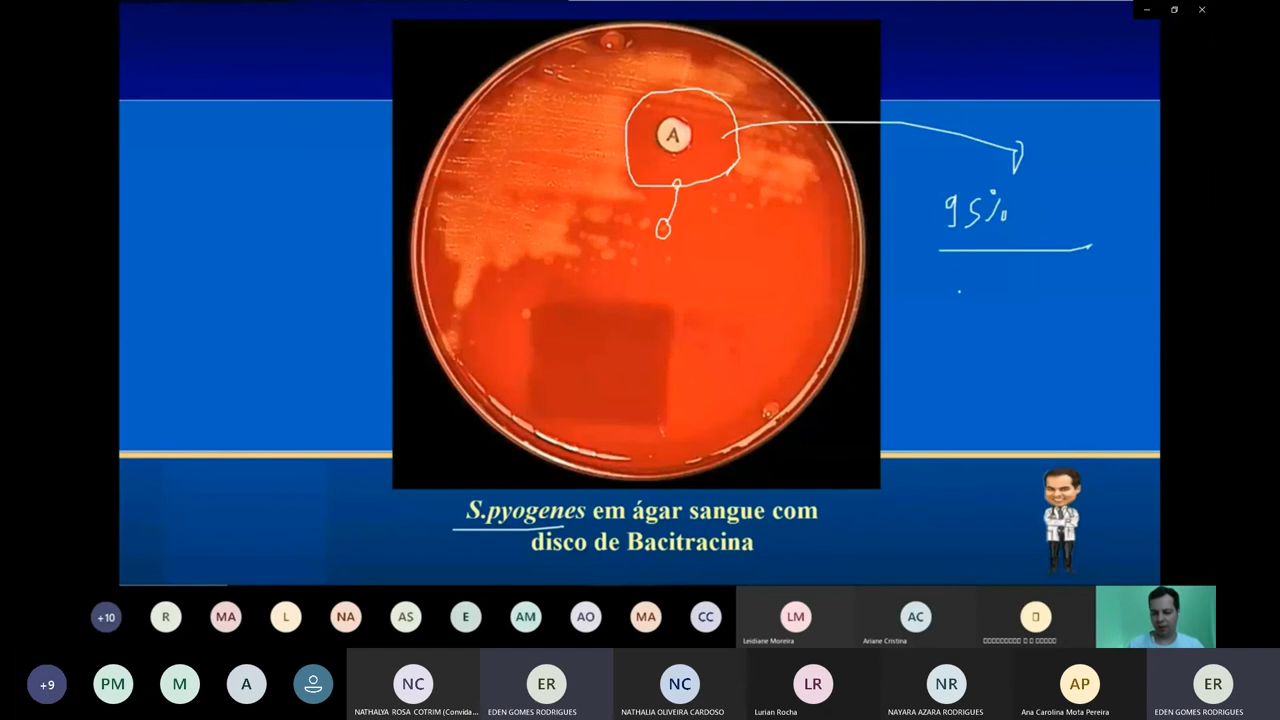 A
95%
S.pyogenes em ágar sangue com
disco de Bacitracina
+10
R
MA
L
NA
AS
E
AM
AO
MA
CC
LM
Leidiane Moreira
AC
Ariane Cristina
+9
PM
M
A
NC
NATHALYA ROSA COTRIM (Convida...
ER
EDEN GOMES RODRIGUES
NC
NATHALIA OLIVEIRA CARDOSO
LR
Lurian Rocha
NR
NAYARA AZARA RODRIGUES
AP
Ana Carolina Mota Pereira
ER
EDEN GOMES RODRIGUES